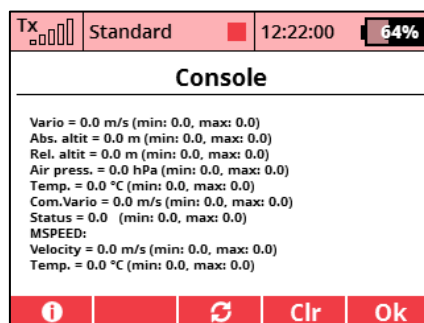 Tx Standard 12:22:00 64%
Console
Vario = 0.0 m/s (min: 0.0, max: 0.0)
Abs. altit = 0.0 m (min: 0.0, max: 0.0)
Rel. altit = 0.0 m (min: 0.0, max: 0.0)
Air press. = 0.0 hPa (min: 0.0, max: 0.0)
Temp. = 0.0 °C (min: 0.0, max: 0.0)
Com.Vario = 0.0 m/s (min: 0.0, max: 0.0)
Status = 0.0 (min: 0.0, max: 0.0)
MSPEED:
Velocity = 0.0 m/s (min: 0.0, max: 0.0)
Temp. = 0.0 °C (min: 0.0, max: 0.0)
Clr Ok